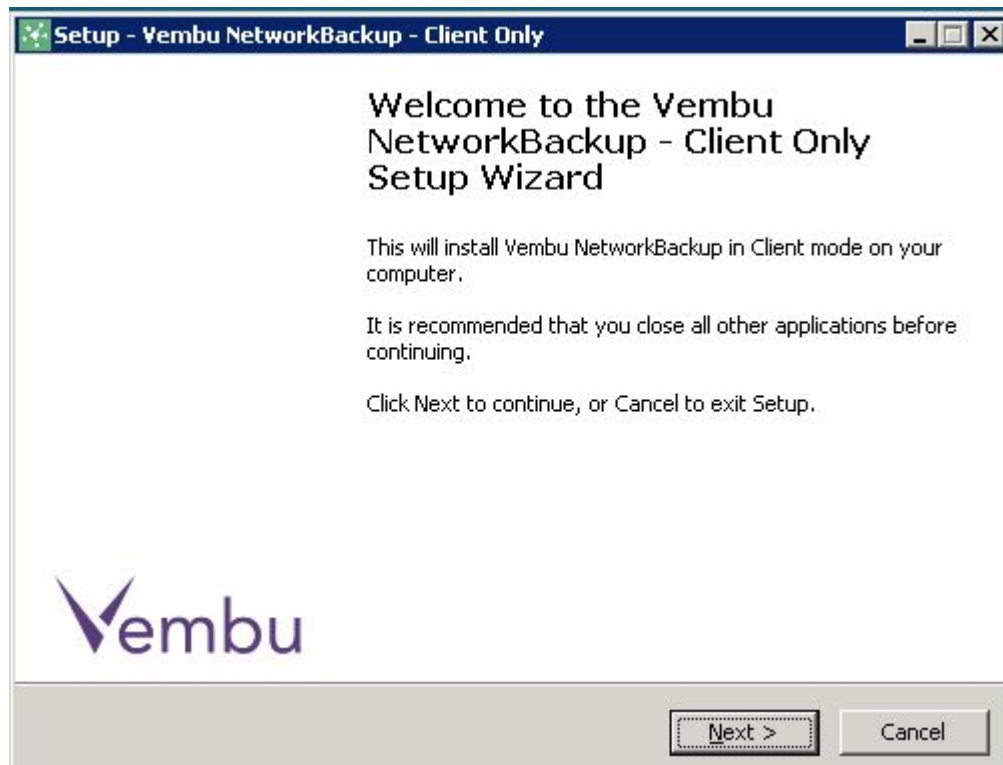 Setup - Vembu NetworkBackup - Client Only
Welcome to the Vembu
NetworkBackup - Client Only
Setup Wizard
This will install Vembu NetworkBackup in Client mode on your
computer.
It is recommended that you close all other applications before
continuing.
Click Next to continue, or Cancel to exit Setup.
Vembu
Next >
Cancel